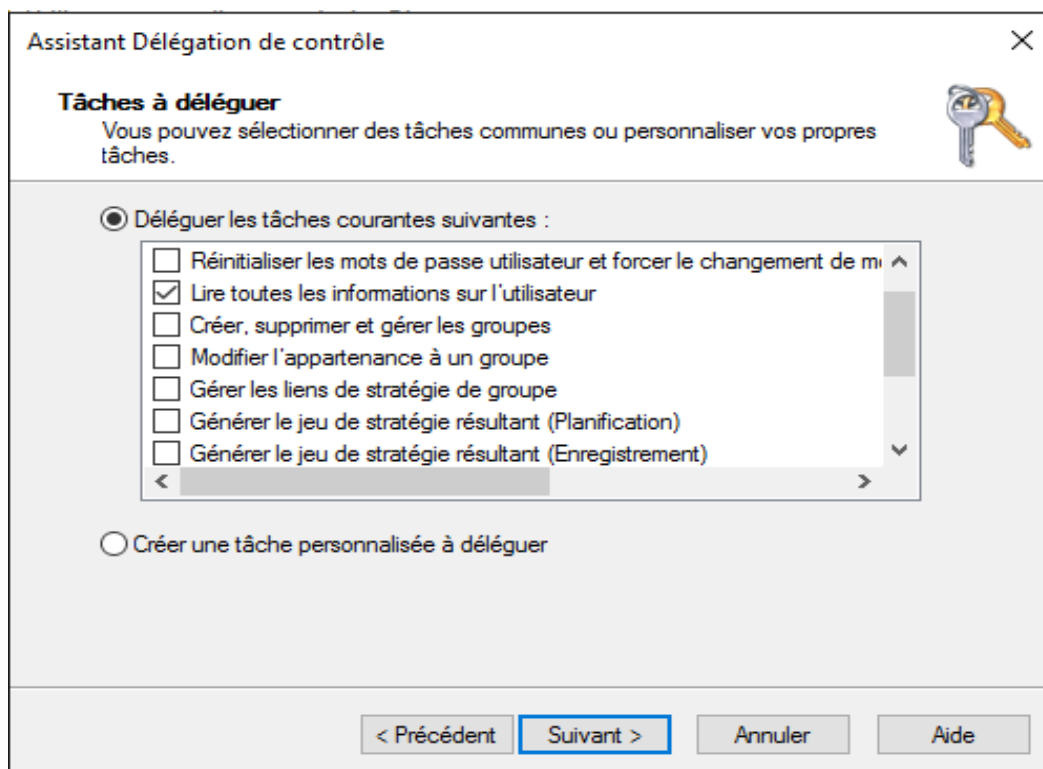 Assistant Délégation de contrôle
Tâches à déléguer
Vous pouvez sélectionner des tâches communes ou personnaliser vos propres
tâches.
Déléguer les tâches courantes suivantes :
Réinitialiser les mots de passe utilisateur et forcer le changement de
Lire toutes les informations sur l'utilisateur
Créer, supprimer et gérer les groupes
Modifier l'appartenance à un groupe
Gérer les liens de stratégie de groupe
Générer le jeu de stratégie résultant (Planification)
Générer le jeu de stratégie résultant (Enregistrement)
Créer une tâche personnalisée à déléguer
< Précédent Suivant > Annuler Aide